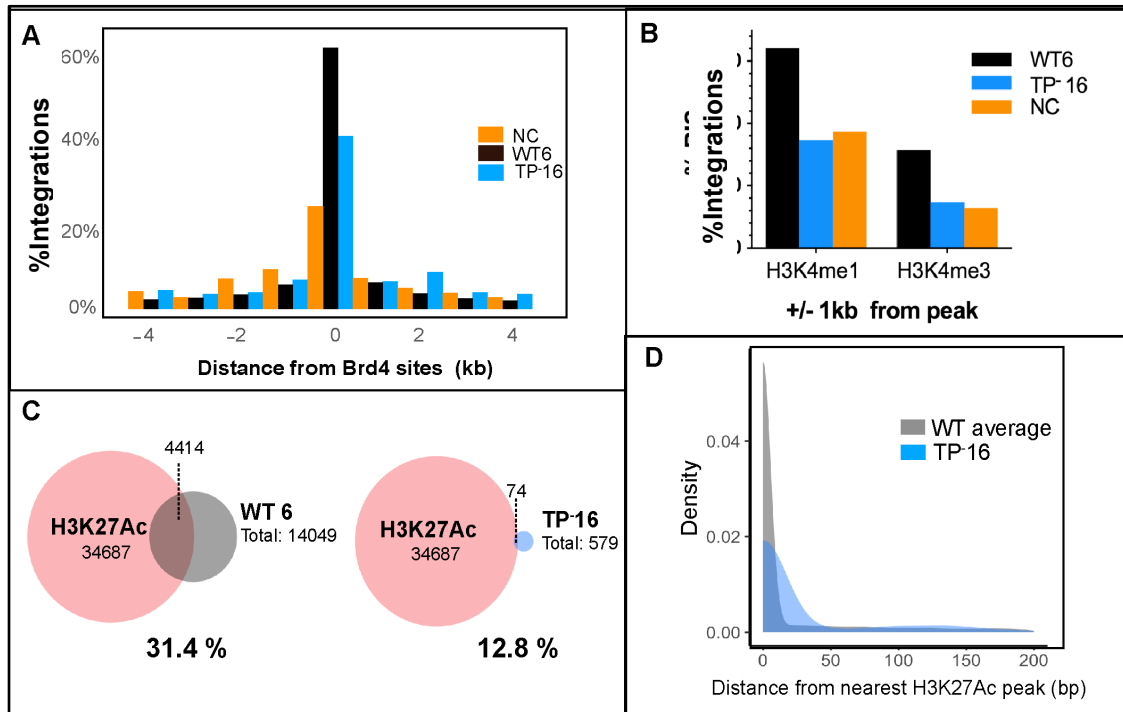 A
60%
40%
20%
0%
%Integrations
NC
WT6
TP-16
−4
−2
0
2
4
Distance from Brd4 sites (kb)
B
%Integrations
WT6
TP- 16
NC
H3K4me1
H3K4me3
+/- 1kb from peak
C
4414
H3K27Ac
34687
WT 6
Total: 14049
31.4 %
74
H3K27Ac
34687
TP-16
Total: 579
12.8 %
D
Density
0.04
0.02
0.00
WT average
TP-16
0
50
100
150
200
Distance from nearest H3K27Ac peak (bp)